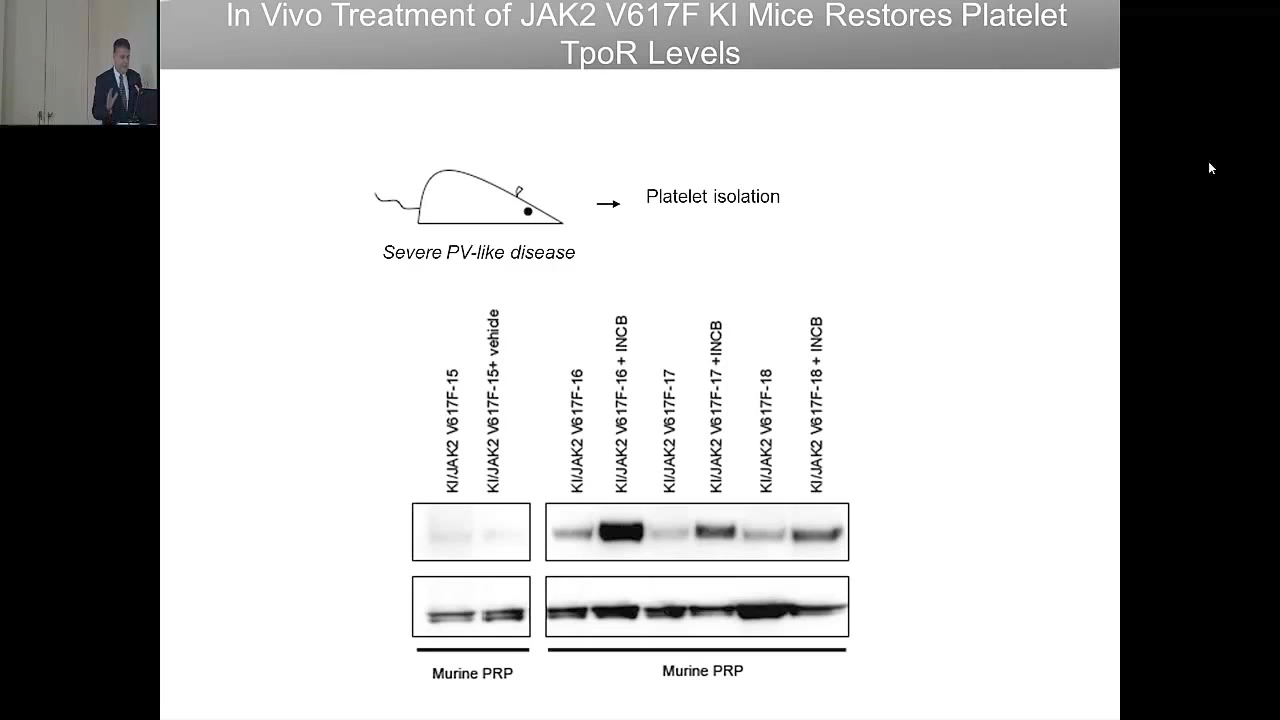 In Vivo Treatment of JAK2 V617F KI Mice Restores Platelet
TpoR Levels
Platelet isolation
Severe PV-like disease
KI/JAK2 V617F-15
KI/JAK2 V617F-15+ vehicle
KI/JAK2 V617F-16
KI/JAK2 V617F-16 + INCB
KI/JAK2 V617F-17
KI/JAK2 V617F-17 +INCB
KI/JAK2 V617F-18
KI/JAK2 V617F-18 + INCB
Murine PRP
Murine PRP